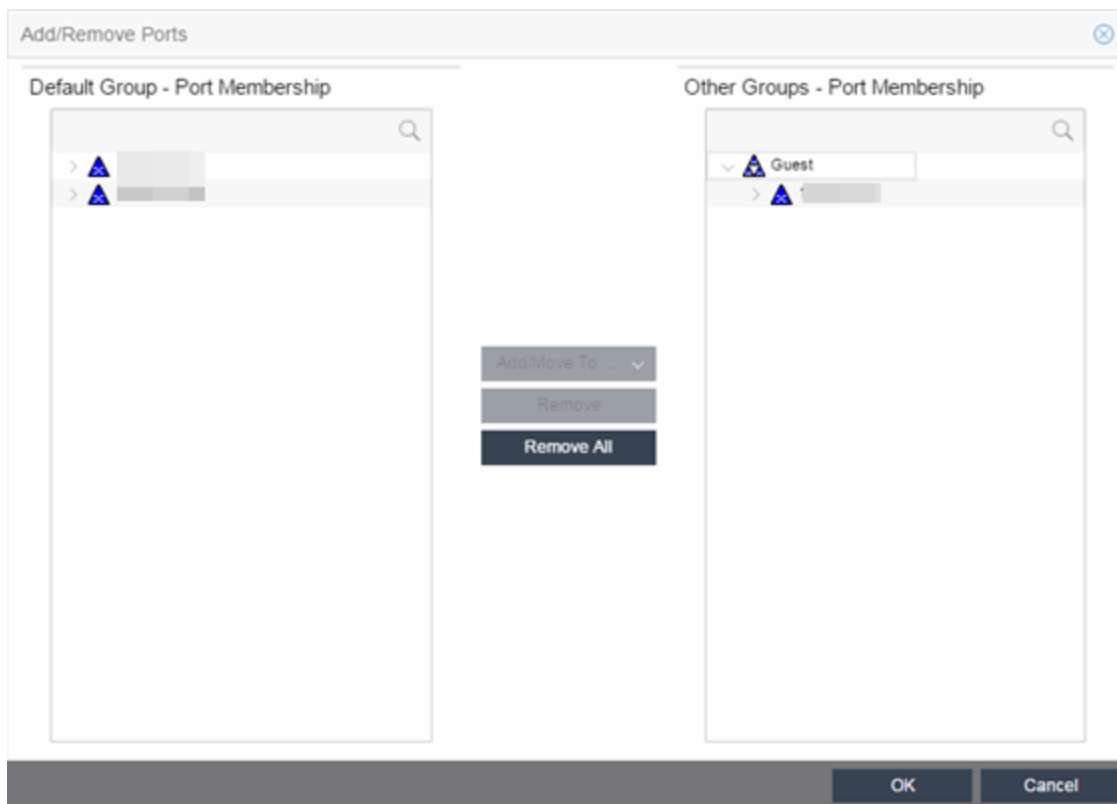 Add/Remove Ports
Default Group - Port Membership
Other Groups - Port Membership
Guest
Add/Move To ...
Remove
Remove All
OK
Cancel